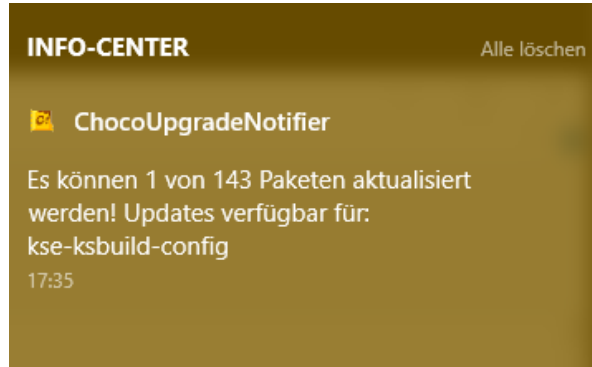 INFO-CENTER
Alle löschen
ChocoUpgradeNotifier
Es können 1 von 143 Paketen aktualisiert
werden! Updates verfügbar für:
kse-ksbuild-config
17:35